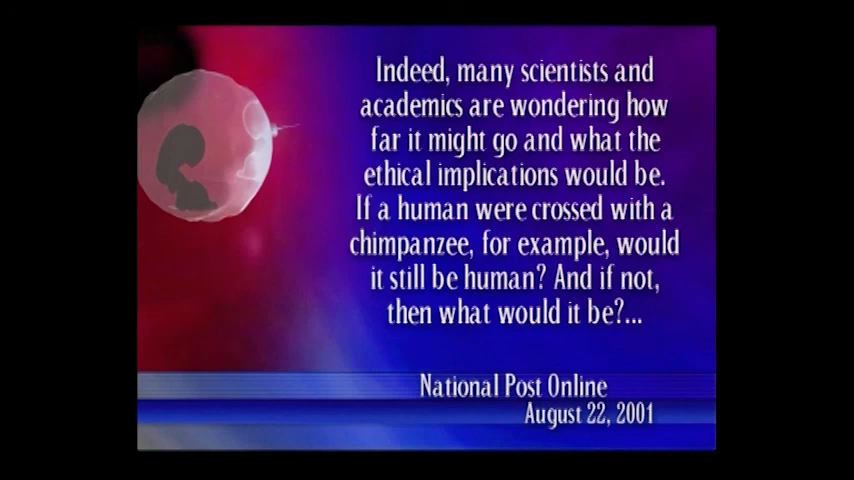 Indeed, many scientists and
academics are wondering how
far it might go and what the
ethical implications would be.
If a human were crossed with a
chimpanzee, for example, would
it still be human? And if not,
then what would it be?...
National Post Online
August 22, 2001